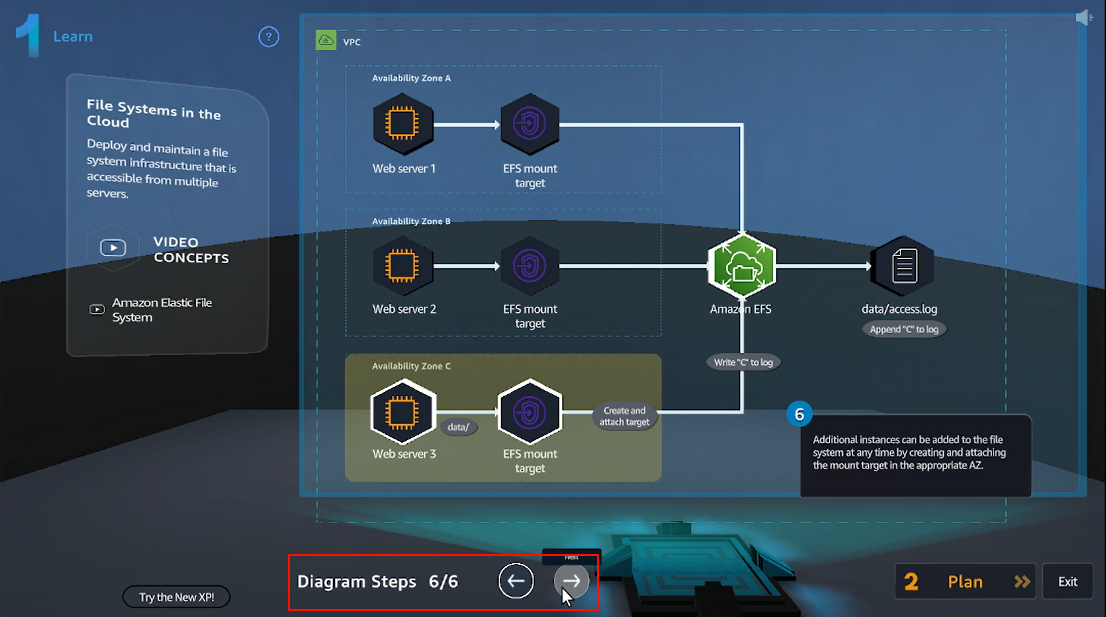 1
Learn
?
File Systems in the
Cloud
Deploy and maintain a file
system infrastructure that is
accessible from multiple
servers.
VIDEO
CONCEPTS
Amazon Elastic File
System
VPC
Availability Zone A
Web server 1
EFS mount
target
Availability Zone B
Web server 2
EFS mount
target
Amazon EFS
data/access.log
Append "C" to log
Write "C" to log
Availability Zone C
data/
Create and
attach target
Web server 3
EFS mount
target
6
Additional instances can be added to the file
system at any time by creating and attaching
the mount target in the appropriate AZ.
Diagram Steps 6/6
Try the New XP!
2 Plan
Exit